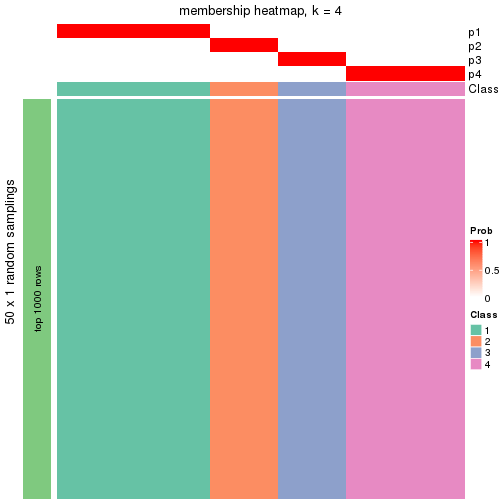 membership heatmap, k = 4
p1
p2
p3
p4
Class
50 x 1 random samplings
top 1000 rows
Prob
1
0.5
0
Class
1
2
3
4